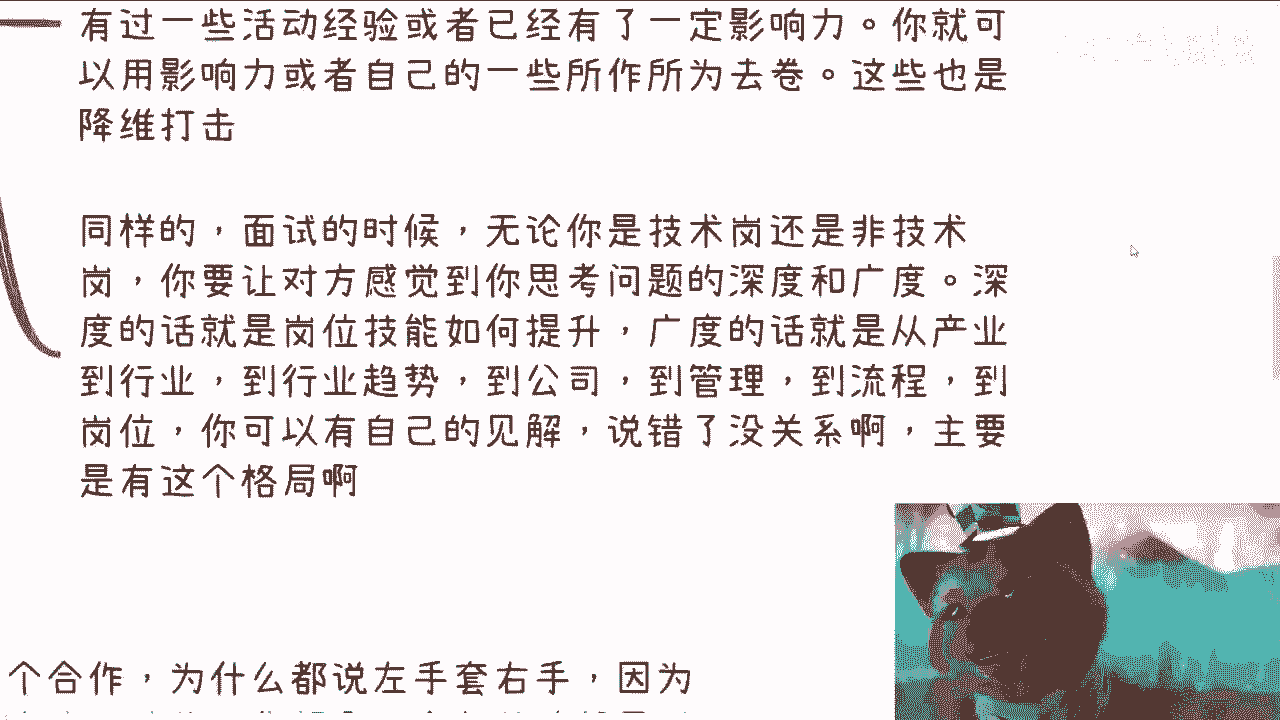 有过一些活动经验或者已经有了一定影响力。你就可
以用影响力或者自己的一些所作所为去卷。这些也是
降维打击
同样的，面试的时候，无论你是技术岗还是非技术
岗，你要让对方感觉到你思考问题的深度和广度。深
度的话就是岗位技能如何提升，广度的话就是从产业
到行业，到行业趋势，到公司，到管理，到流程，到
岗位，你可以有自己的见解，说错了没关系啊，主要
是有这个格局啊
个合作，为什么都说左手套右手，因为